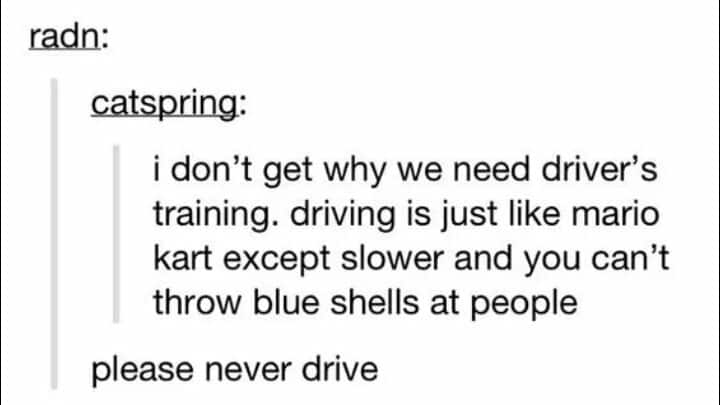 radn:
catspring:
i don’t get why we need driver’s
training. driving is just like mario
kart except slower and you can’t
throw blue shells at people
please never drive